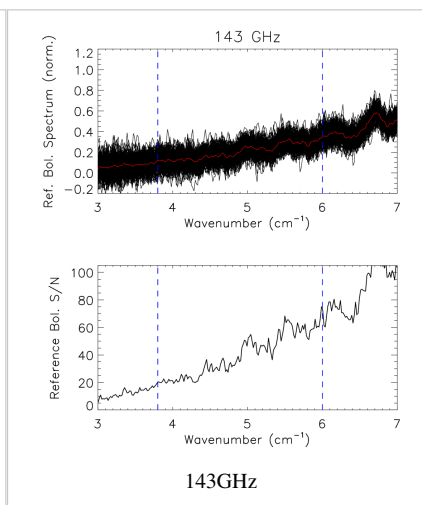 143 GHz
Ref. Bol. Spectrum (norm.)
1.2
1.0
0.8
0.6
0.4
0.2
0.0
−0.2
3 4 5 6 7
Wavenumber (cm⁻¹)
Reference Bol. S/N
100
80
60
40
20
0
3 4 5 6 7
Wavenumber (cm⁻¹)
143GHz